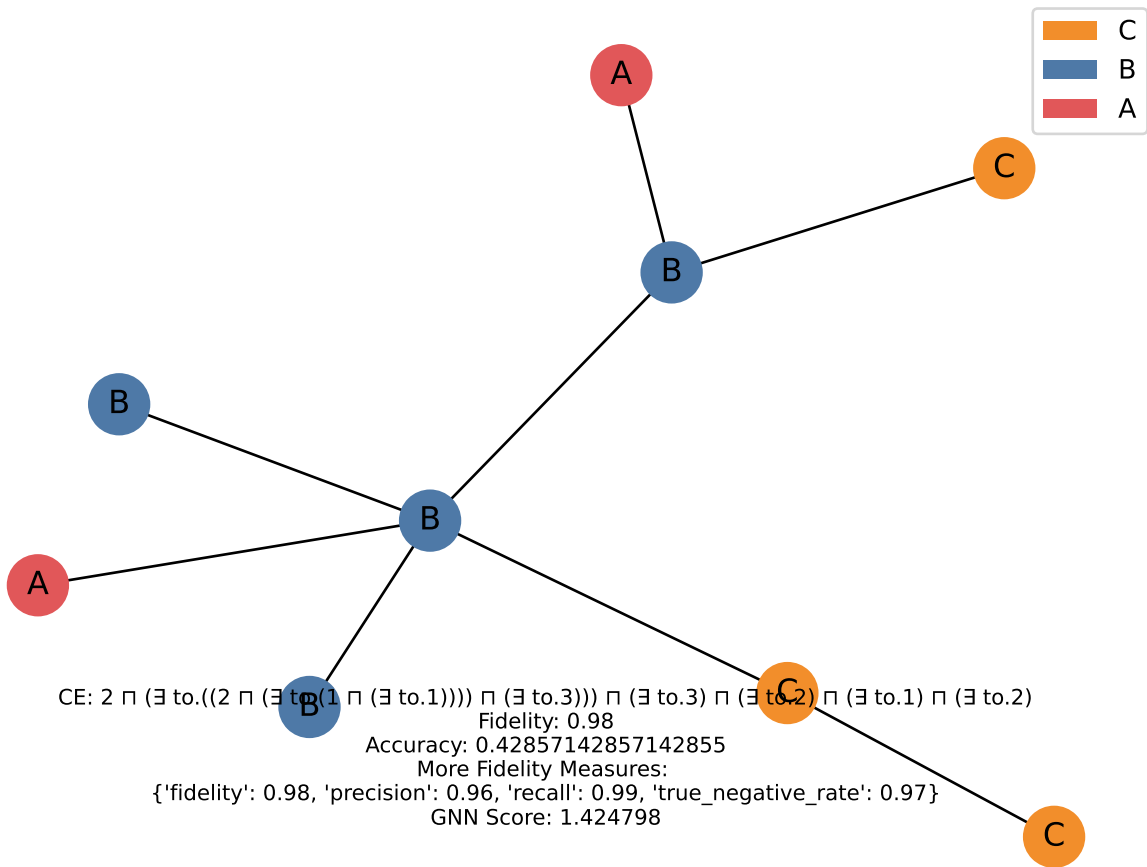 C
B
A
A
C
B
B
B
A
B
C
C
CE: 2 ⊓ (∃ to.((2 ⊓ (∃ to.(1 ⊓ (∃ to.1)))) ⊓ (∃ to.3))) ⊓ (∃ to.3) ⊓ (∃ to.2) ⊓ (∃ to.1) ⊓ (∃ to.2)
Fidelity: 0.98
Accuracy: 0.42857142857142855
More Fidelity Measures:
{'fidelity': 0.98, 'precision': 0.96, 'recall': 0.99, 'true_negative_rate': 0.97}
GNN Score: 1.424798